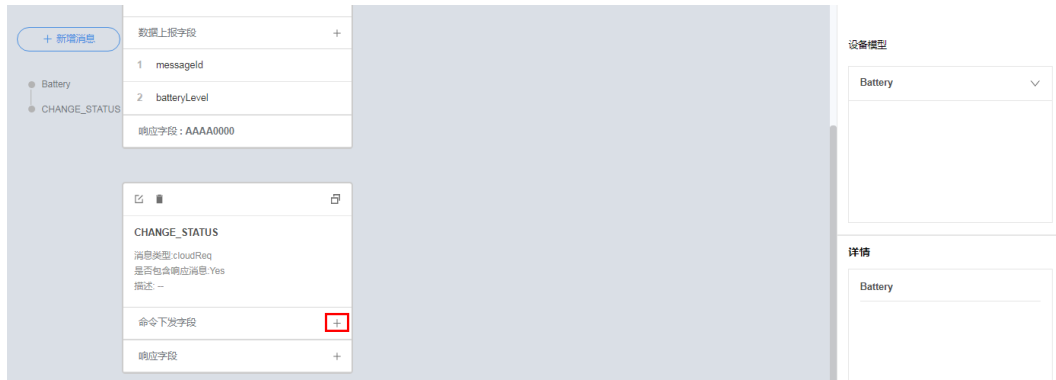 + 新增消息
Battery
CHANGE_STATUS
数据上报字段 +
1 messageId
2 batteryLevel
响应字段 : AAAA0000
CHANGE_STATUS
消息类型:cloudReq
是否包含响应消息:Yes
描述: --
命令下发字段 +
响应字段 +
设备模型
Battery
详情
Battery